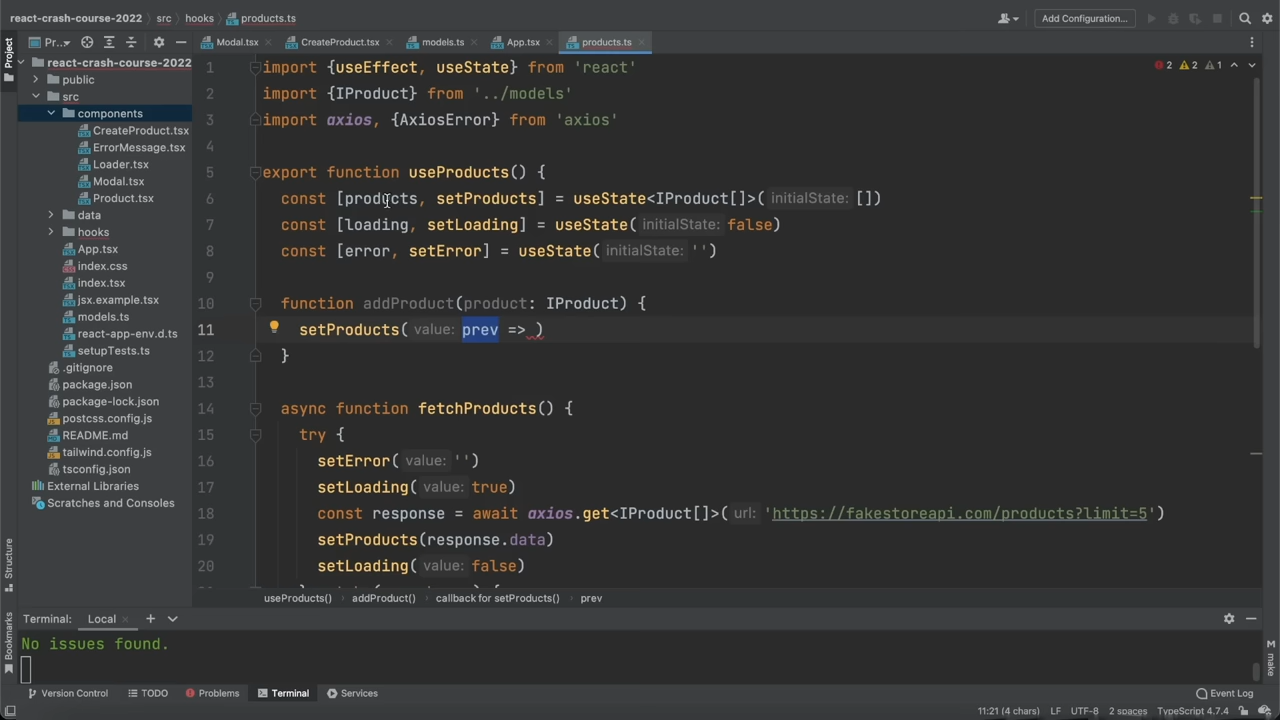 react-crash-course-2022 src hooks products.ts Add Configuration...
Project Pr... Modal.tsx CreateProduct.tsx models.ts App.tsx products.ts
react-crash-course-2022
public
src
components
CreateProduct.tsx
ErrorMessage.tsx
Loader.tsx
Modal.tsx
Product.tsx
data
hooks
App.tsx
index.css
index.tsx
jsx.example.tsx
models.ts
react-app-env.d.ts
setupTests.ts
.gitignore
package.json
package-lock.json
postcss.config.js
README.md
tailwind.config.js
tsconfig.json
External Libraries
Scratches and Consoles
2 2 1
1 import {useEffect, useState} from 'react'
2 import {IProduct} from '../models'
3 import axios, {AxiosError} from 'axios'
4
5 export function useProducts() {
6 const [products, setProducts] = useState<IProduct[]>( initialState: [])
7 const [loading, setLoading] = useState( initialState: false)
8 const [error, setError] = useState( initialState: '')
9
10 function addProduct(product: IProduct) {
11 setProducts( value: prev => )
12 }
13
14 async function fetchProducts() {
15 try {
16 setError( value: '')
17 setLoading( value: true)
18 const response = await axios.get<IProduct[]>( url: 'https://fakestoreapi.com/products?limit=5')
19 setProducts(response.data)
20 setLoading( value: false)
useProducts() addProduct() callback for setProducts() prev
Structure
Bookmarks
make
Terminal: Local
No issues found.
Version Control TODO Problems Terminal Services Event Log
11:21 (4 chars) LF UTF-8 2 spaces TypeScript 4.7.4